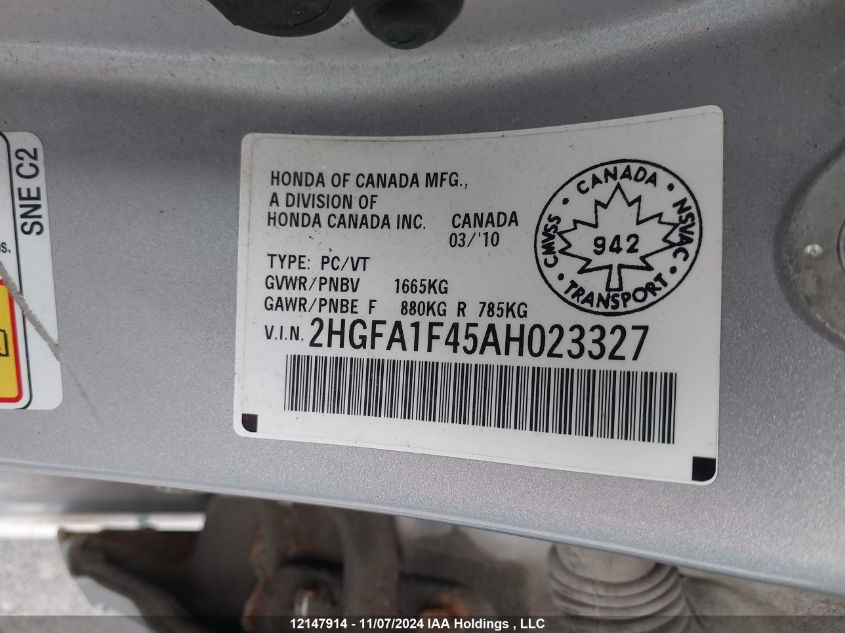 SNE C2
HONDA OF CANADA MFG.,
A DIVISION OF
HONDA CANADA INC. CANADA
03/'10
TYPE: PC/VT
GVWR/PNBV 1665KG
GAWR/PNBE F 880KG R 785KG
V.I.N. 2HGFA1F45AH023327
CANADA
CMVSS
NSVAC
942
TRANSPORT
12147914 - 11/07/2024 IAA Holdings , LLC